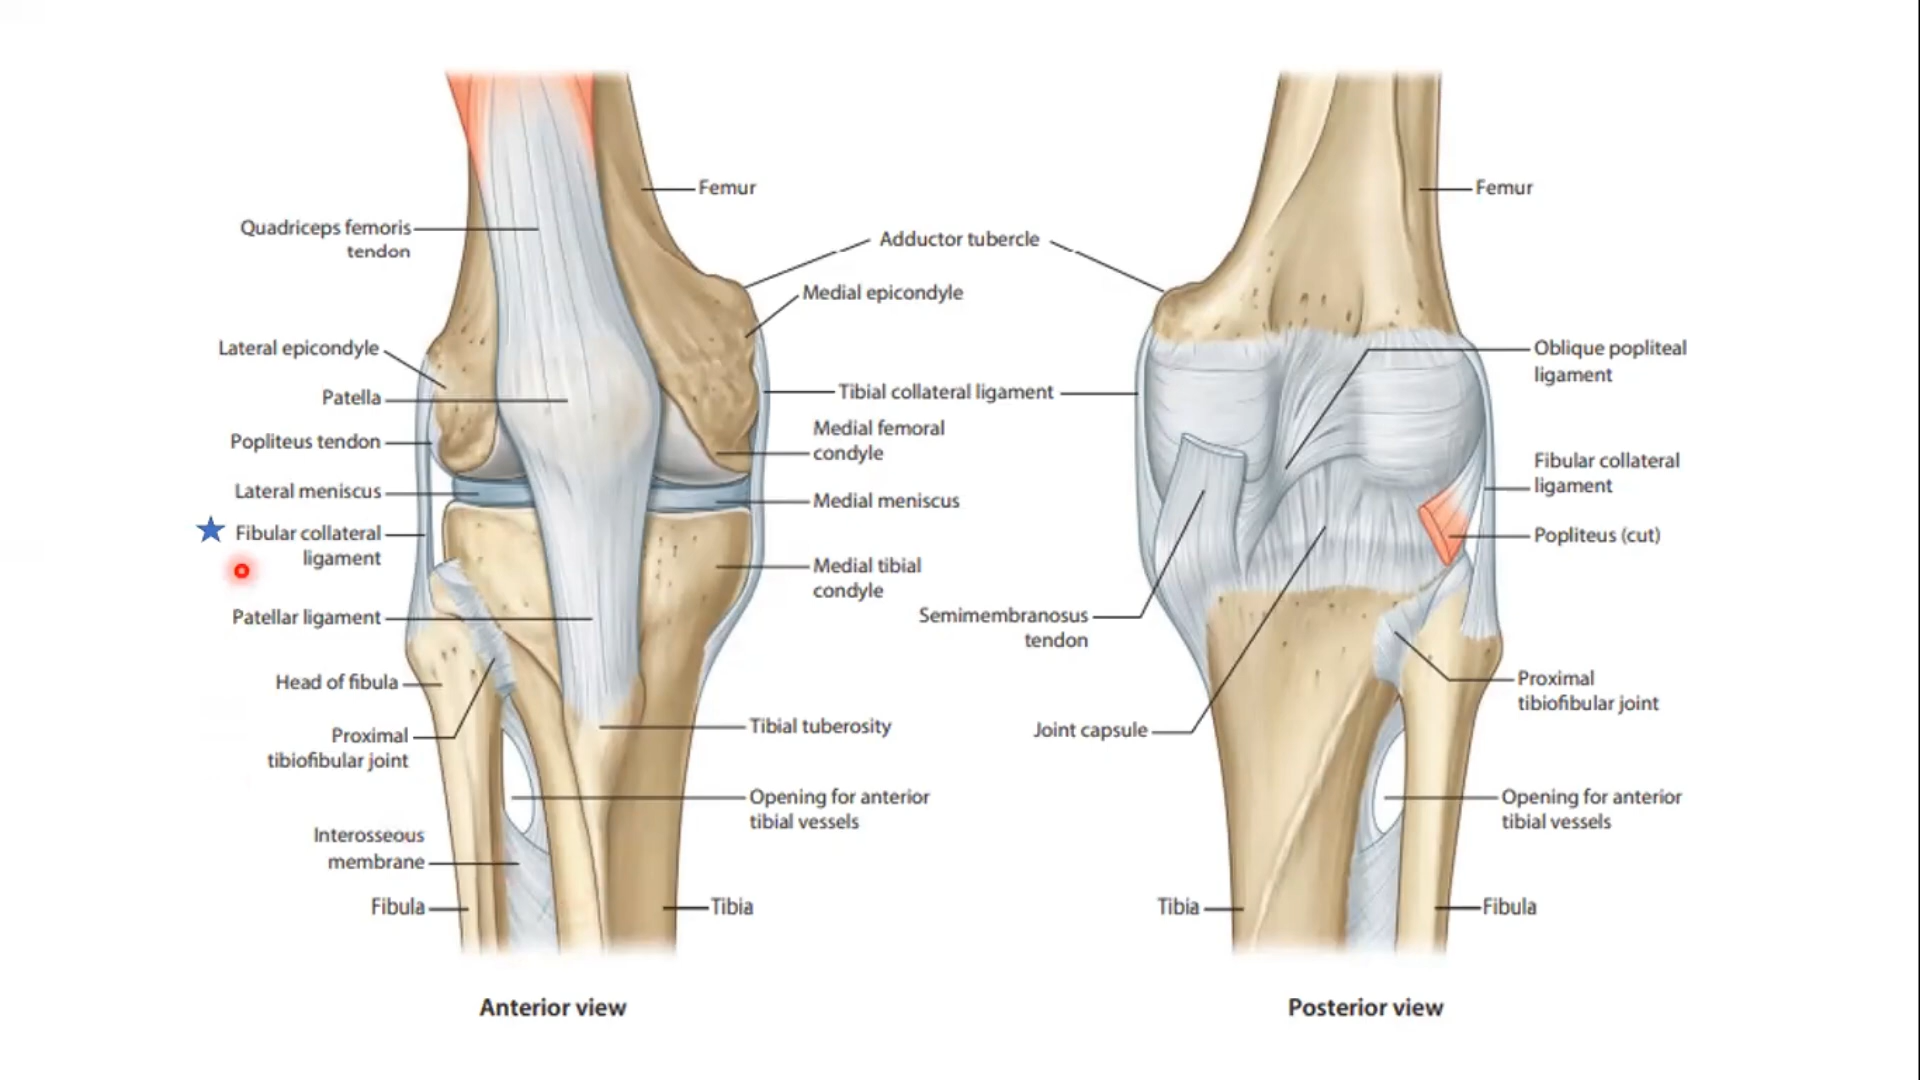 Femur
Quadriceps femoris
tendon
Adductor tubercle
Medial epicondyle
Lateral epicondyle
Patella
Tibial collateral ligament
Popliteus tendon
Medial femoral
condyle
Lateral meniscus
Medial meniscus
Fibular collateral
ligament
Medial tibial
condyle
Patellar ligament
Head of fibula
Tibial tuberosity
Proximal
tibiofibular joint
Opening for anterior
tibial vessels
Interosseous
membrane
Fibula
Tibia
Anterior view
Femur
Oblique popliteal
ligament
Fibular collateral
ligament
Popliteus (cut)
Semimembranosus
tendon
Proximal
tibiofibular joint
Joint capsule
Opening for anterior
tibial vessels
Tibia
Fibula
Posterior view